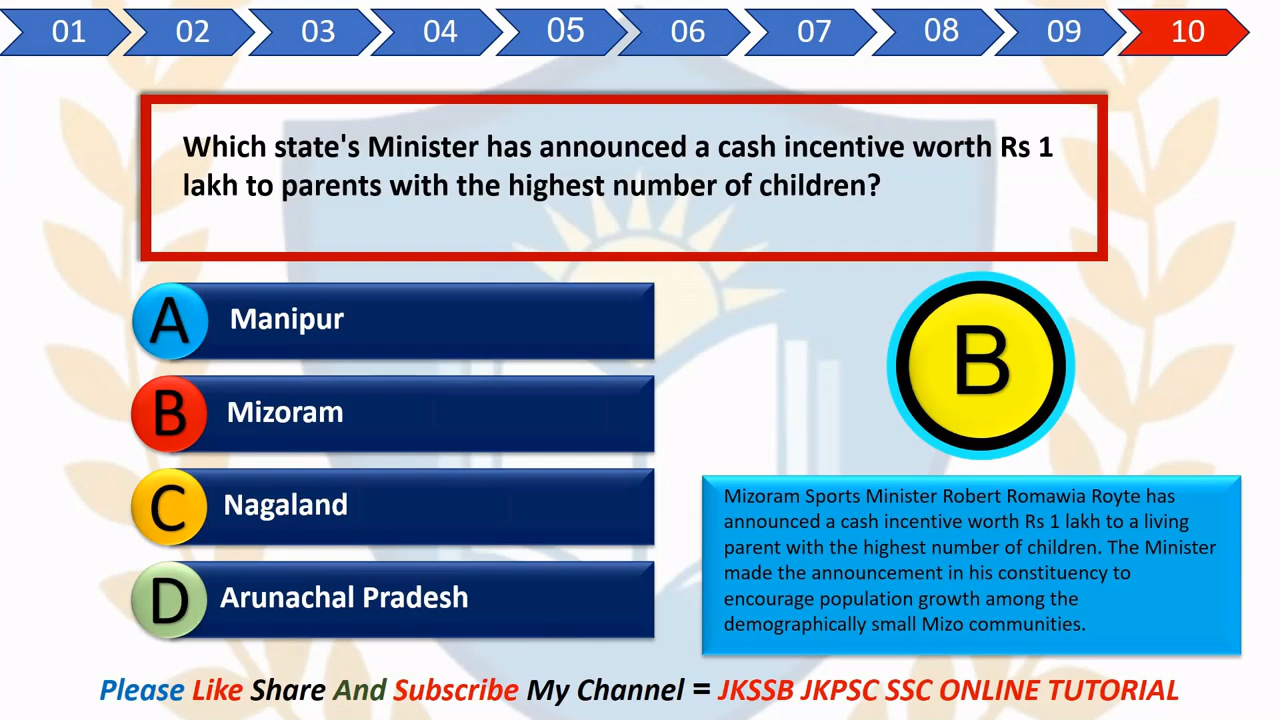 01 02 03 04 05 06 07 08 09 10
Which state's Minister has announced a cash incentive worth Rs 1
lakh to parents with the highest number of children?
A Manipur
B Mizoram
C Nagaland
D Arunachal Pradesh
B
Mizoram Sports Minister Robert Romawia Royte has
announced a cash incentive worth Rs 1 lakh to a living
parent with the highest number of children. The Minister
made the announcement in his constituency to
encourage population growth among the
demographically small Mizo communities.
Please Like Share And Subscribe My Channel = JKSSB JKPSC SSC ONLINE TUTORIAL